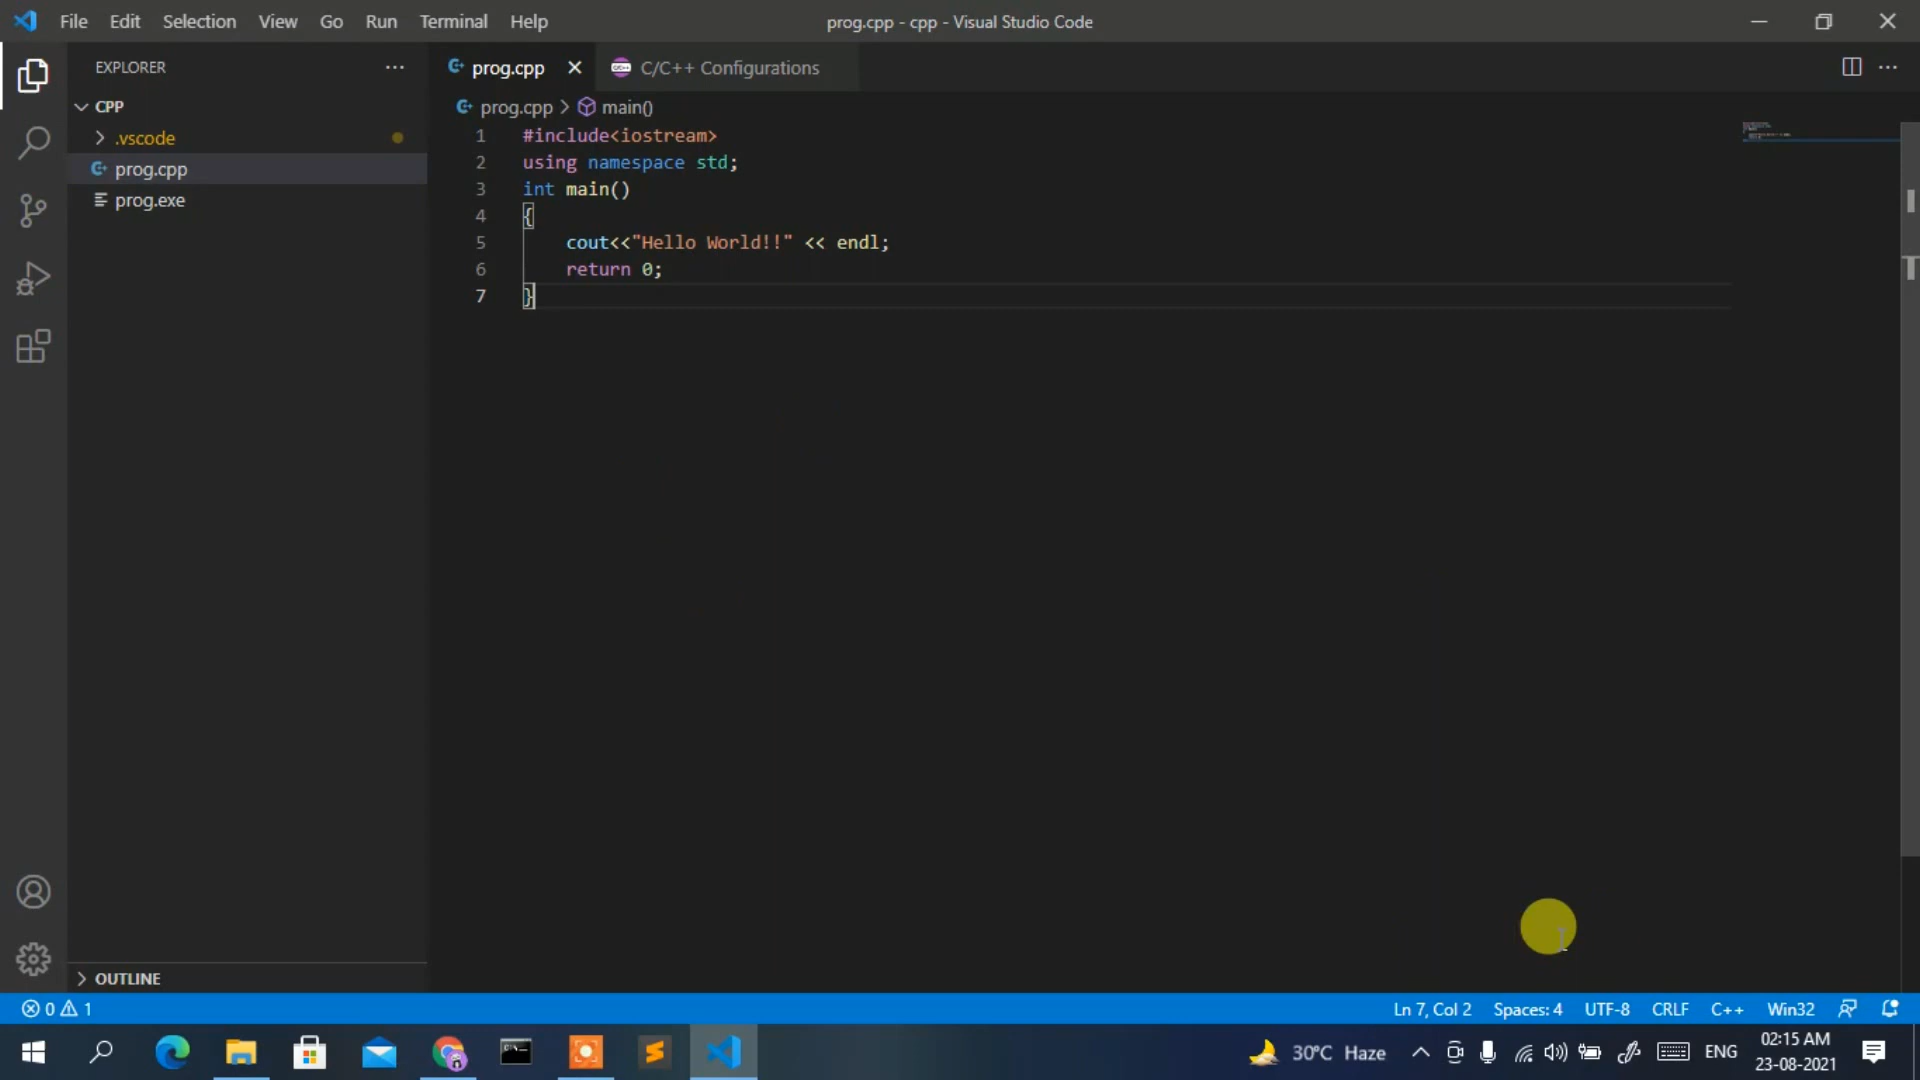 File Edit Selection View Go Run Terminal Help
prog.cpp - cpp - Visual Studio Code
EXPLORER
CPP
.vscode
prog.cpp
prog.exe
OUTLINE
prog.cpp
C/C++ Configurations
prog.cpp > main()
1 #include<iostream>
2 using namespace std;
3 int main()
4 {
5 cout<<"Hello World!!" << endl;
6 return 0;
7 }
0 1
Ln 7, Col 2 Spaces: 4 UTF-8 CRLF C++ Win32
30°C Haze
ENG
02:15 AM
23-08-2021